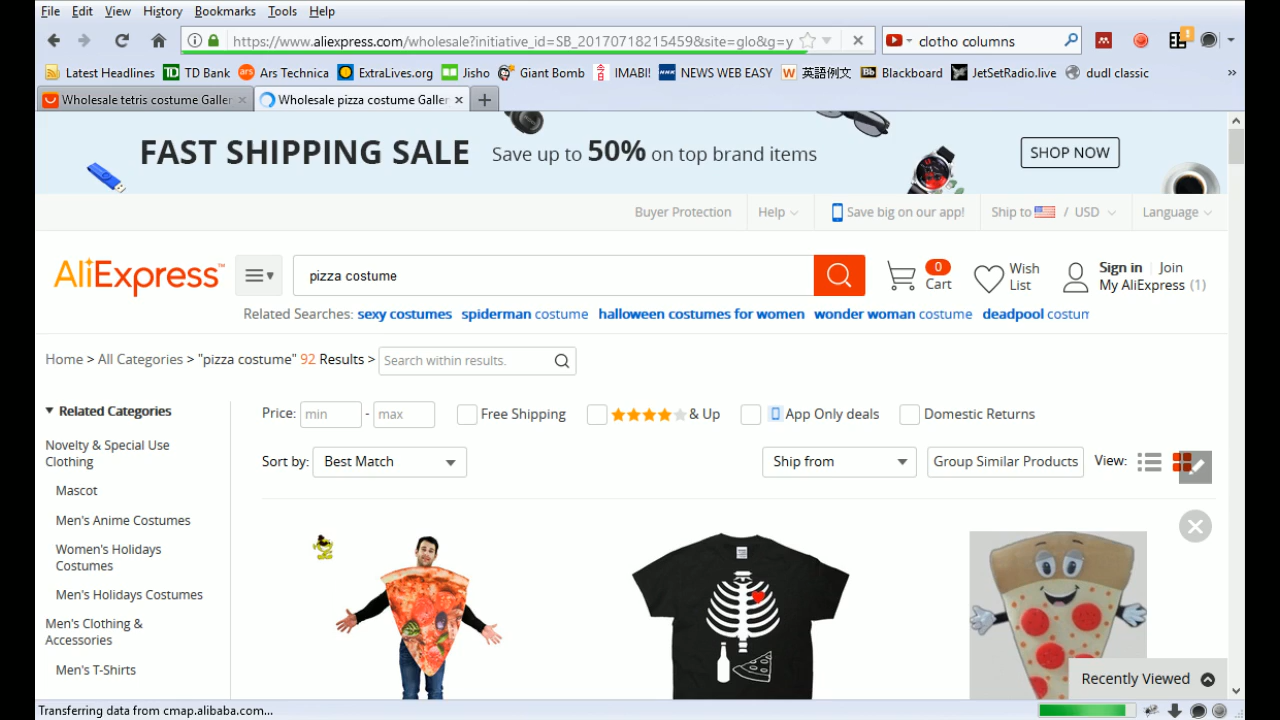 File Edit View History Bookmarks Tools Help
https://www.aliexpress.com/wholesale?initiative_id=SB_20170718215459&site=glo&g=y
clotho columns
1
Latest Headlines TD TD Bank ars Ars Technica ExtraLives.org Jisho Giant Bomb IMABI! NHK NEWS WEB EASY W 英語例文 Bb Blackboard JetSetRadio.live dudl classic »
Wholesale tetris costume Galler Wholesale pizza costume Galler
FAST SHIPPING SALE Save up to 50% on top brand items SHOP NOW
Buyer Protection Help Save big on our app! Ship to / USD Language
AliExpress™ pizza costume 0 Cart Wish List Sign in Join My AliExpress (1)
Related Searches: sexy costumes spiderman costume halloween costumes for women wonder woman costume deadpool costum
Home > All Categories > "pizza costume" 92 Results > Search within results.
Related Categories
Price: min - max Free Shipping & Up App Only deals Domestic Returns
Novelty & Special Use
Clothing
Sort by: Best Match Ship from Group Similar Products View:
Mascot
Men's Anime Costumes
Women's Holidays
Costumes
Men's Holidays Costumes
Men's Clothing &
Accessories
Men's T-Shirts
Recently Viewed
Transferring data from cmap.alibaba.com...